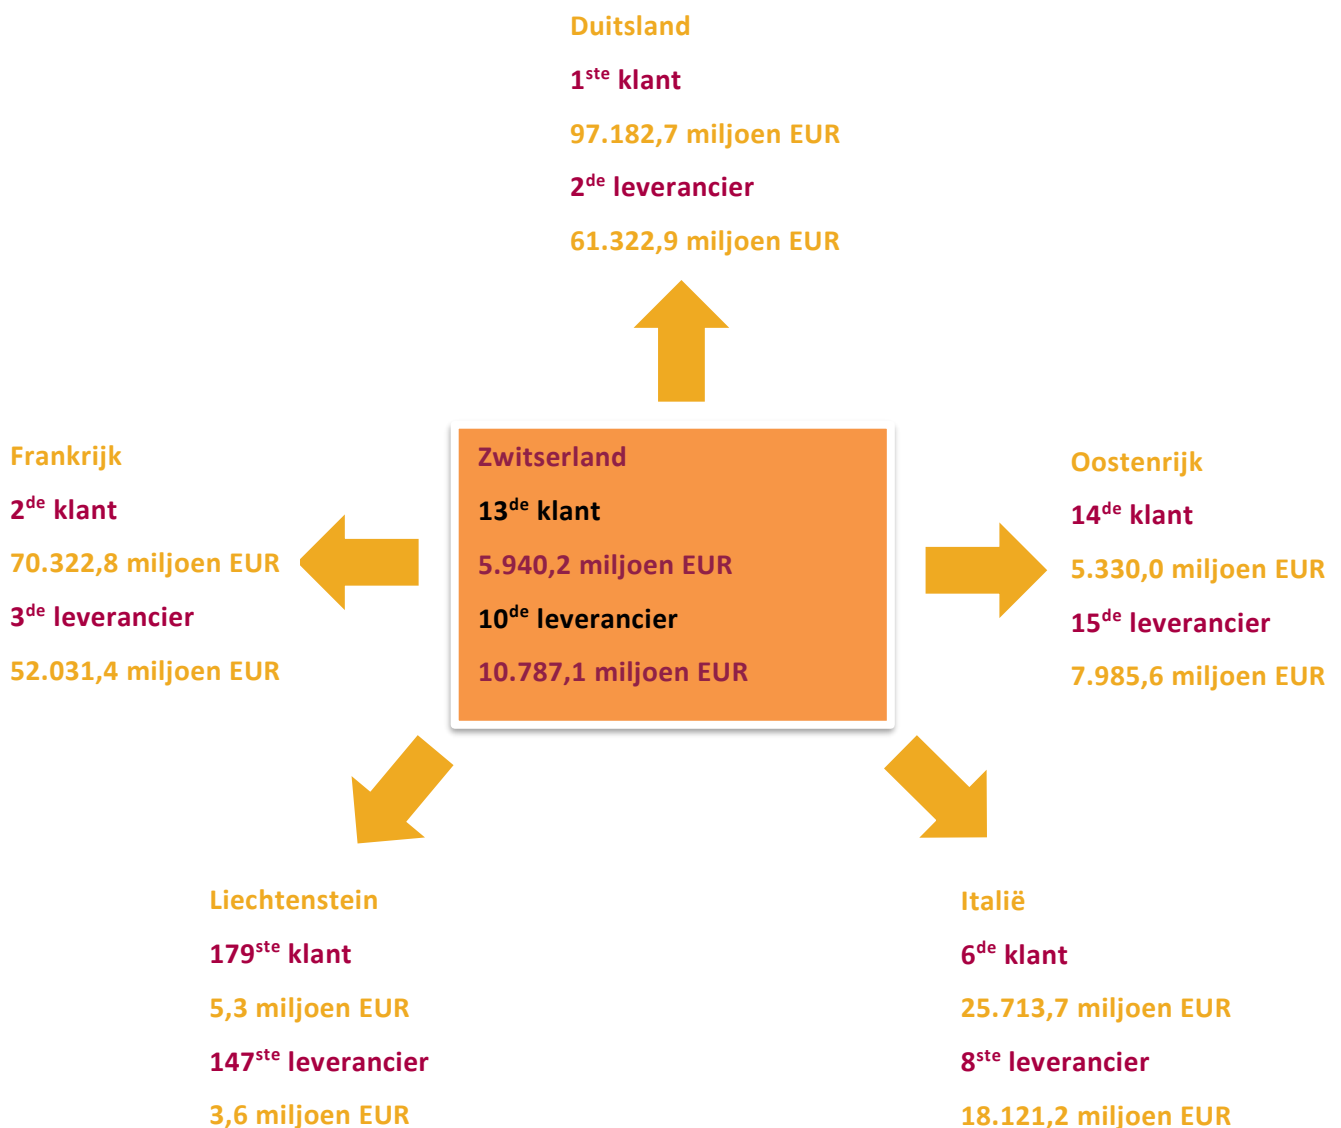 Duitsland
1ste klant
97.182,7 miljoen EUR
2de leverancier
61.322,9 miljoen EUR
Frankrijk
2de klant
70.322,8 miljoen EUR
3de leverancier
52.031,4 miljoen EUR
Zwitserland
13de klant
5.940,2 miljoen EUR
10de leverancier
10.787,1 miljoen EUR
Oostenrijk
14de klant
5.330,0 miljoen EUR
15de leverancier
7.985,6 miljoen EUR
Liechtenstein
179ste klant
5,3 miljoen EUR
147ste leverancier
3,6 miljoen EUR
Italië
6de klant
25.713,7 miljoen EUR
8ste leverancier
18.121,2 miljoen EUR